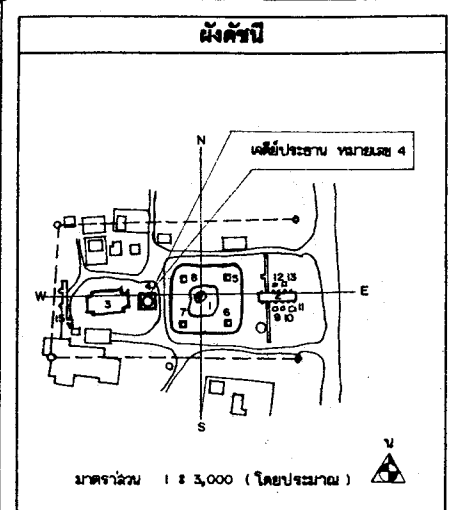 ผังดัชนี
N
เจดีย์ประธาน หมายเลข 4
8 5 12 13
W 3 1 2 E
15 7 6 9 10 11
S
น
มาตราส่วน 1 : 3,000 ( โดยประมาณ )